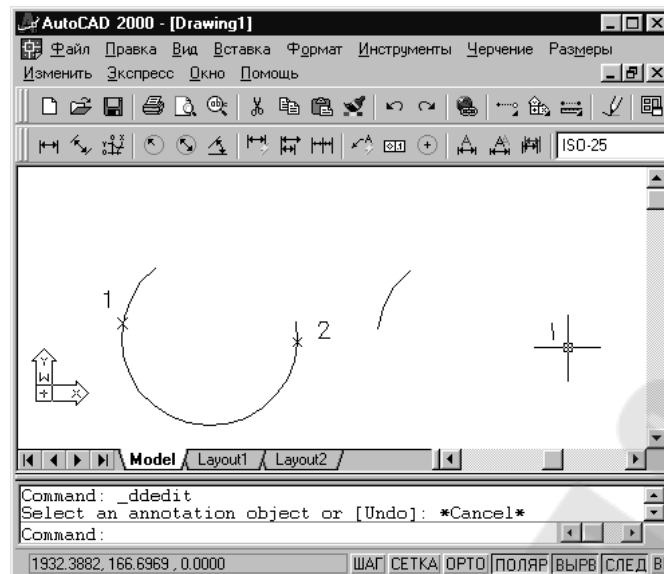 AutoCAD 2000 - [Drawing1]
Файл Правка Вид Вставка Формат Инструменты Черчение Размеры
Изменить Экспресс Окно Помощь
ISO-25
1
2
Y
W
X
Model Layout1 Layout2
Command: _ddedit
Select an annotation object or [Undo]: *Cancel*
Command:
1932.3882, 166.6969 , 0.0000 ШАГ СЕТКА ОРТО ПОЛЯР ВЫРВ СЛЕД В